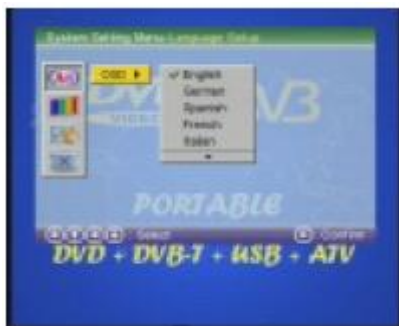 System Setting Menu-Language Setup
OSD
English
German
Spanish
French
Italian
PORTABLE
Select
Confirm
DVD + DVB-T + USB + ATV